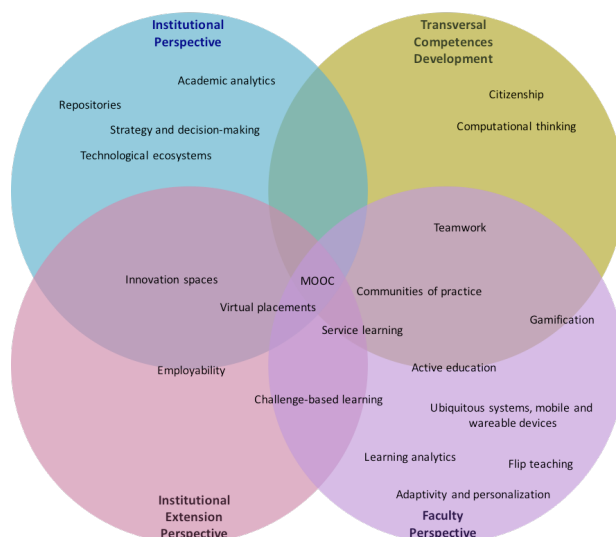 Institutional
Perspective
Transversal
Competences
Development
Academic analytics
Citizenship
Repositories
Strategy and decision-making
Computational thinking
Technological ecosystems
Teamwork
Innovation spaces
MOOC
Communities of practice
Virtual placements
Gamification
Service learning
Employability
Active education
Challenge-based learning
Ubiquitous systems, mobile and
wareable devices
Learning analytics
Flip teaching
Adaptivity and personalization
Institutional
Extension
Perspective
Faculty
Perspective